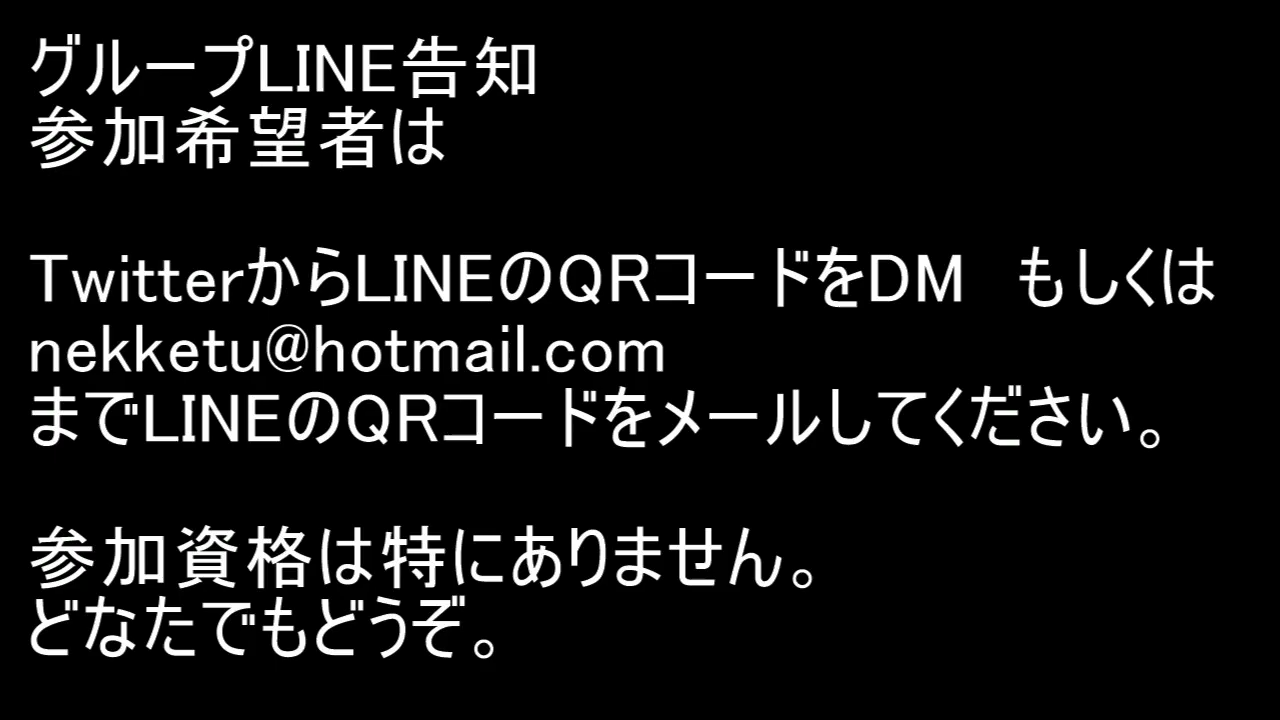 グループLINE告知
参加希望者は
TwitterからLINEのQRコードをDM　もしくは
nekketu@hotmail.com
までLINEのQRコードをメールしてください。
参加資格は特にありません。
どなたでもどうぞ。